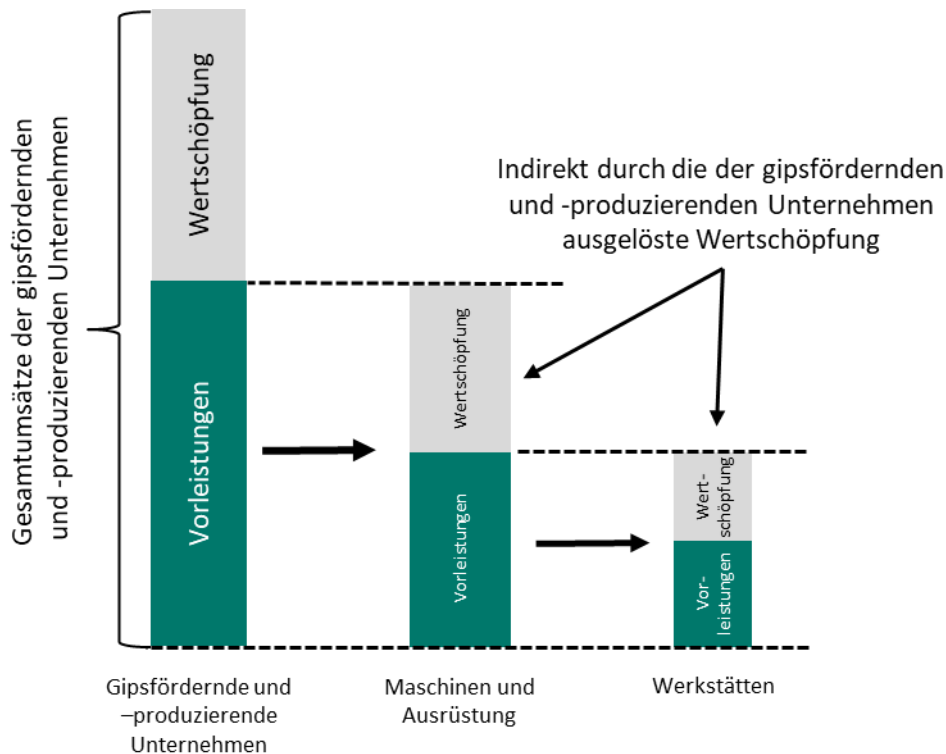 Gesamtumsätze der gipsfördernden
und -produzierenden Unternehmen
Wertschöpfung
Vorleistungen
Indirekt durch die der gipsfördernden
und -produzierenden Unternehmen
ausgelöste Wertschöpfung
Wertschöpfung
Vorleistungen
Wert-
schöpfung
Vor-
leistungen
Gipsfördernde und
–produzierende
Unternehmen
Maschinen und
Ausrüstung
Werkstätten